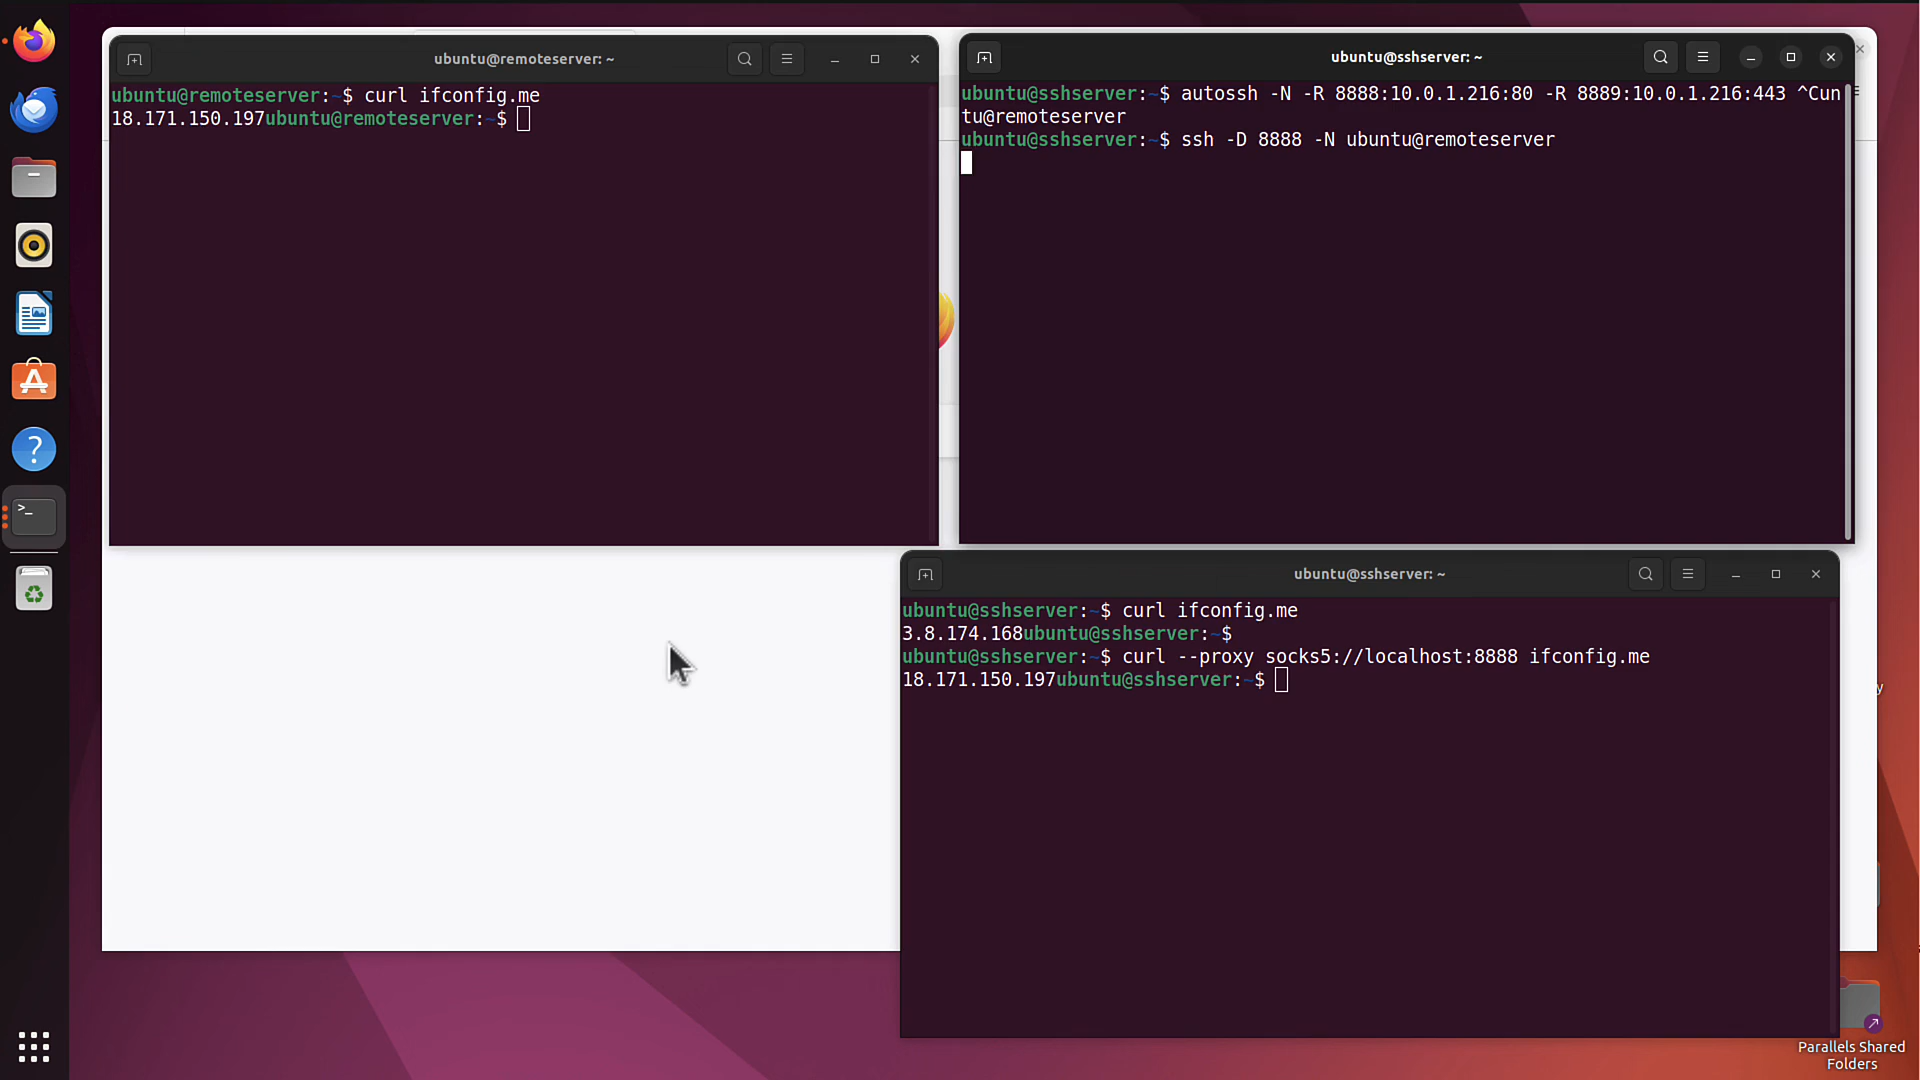 ubuntu@remoteserver: ~
ubuntu@remoteserver:~$ curl ifconfig.me
18.171.150.197ubuntu@remoteserver:~$
ubuntu@sshserver: ~
ubuntu@sshserver:~$ autossh -N -R 8888:10.0.1.216:80 -R 8889:10.0.1.216:443 ^Cun
tu@remoteserver
ubuntu@sshserver:~$ ssh -D 8888 -N ubuntu@remoteserver
ubuntu@sshserver: ~
ubuntu@sshserver:~$ curl ifconfig.me
3.8.174.168ubuntu@sshserver:~$
ubuntu@sshserver:~$ curl --proxy socks5://localhost:8888 ifconfig.me
18.171.150.197ubuntu@sshserver:~$
y
Parallels Shared
Folders